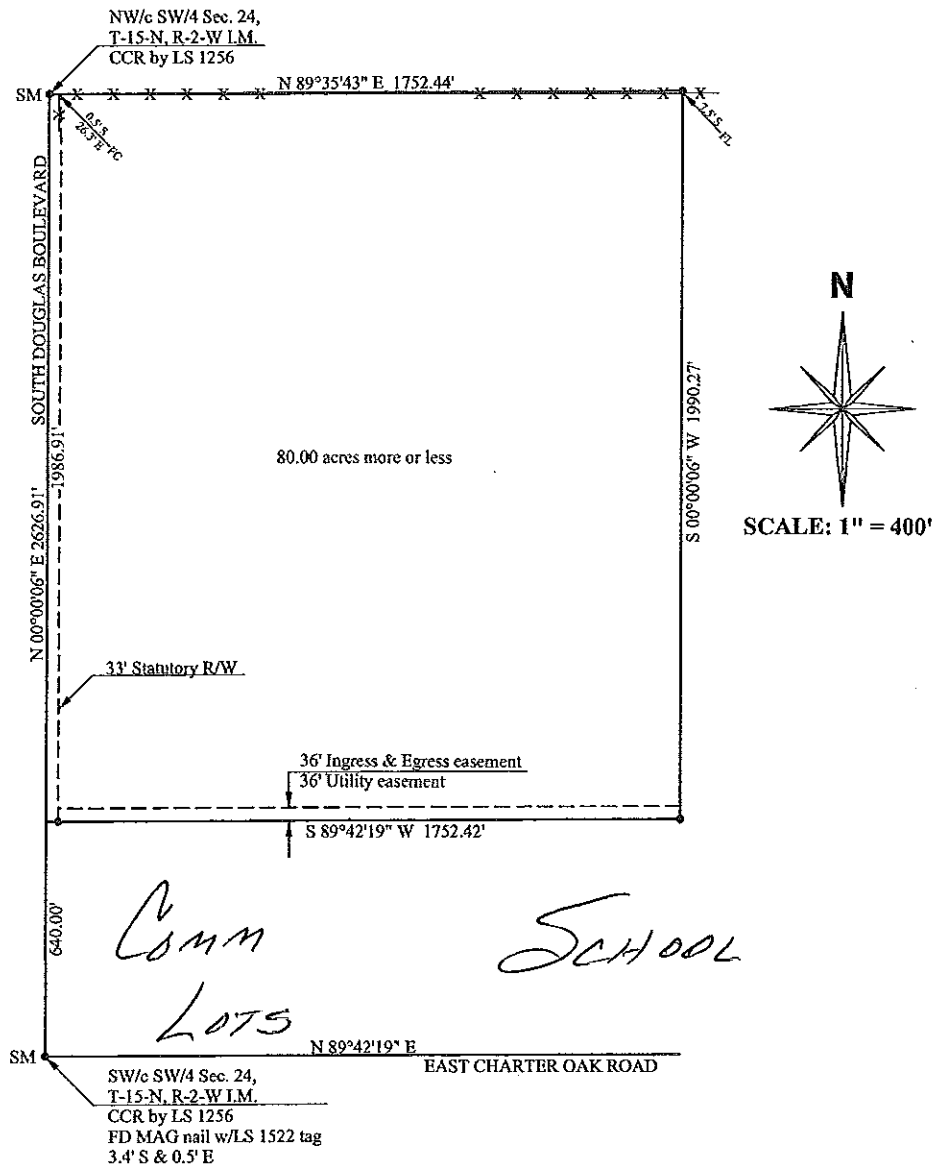 NW/c SW/4 Sec. 24,
T-15-N, R-2-W I.M.
CCR by LS 1256
SM
N 89°35'43" E 1752.44'
X X X X X X X X X X X X X
X
0.5' S
26.3' E
FC
7.5' S
FL
SOUTH DOUGLAS BOULEVARD
N 00°00'06" E 2626.91'
1986.91'
80.00 acres more or less
S 00°00'06" W 1990.27'
N
SCALE: 1" = 400'
33' Statutory R/W
36' Ingress & Egress easement
36' Utility easement
S 89°42'19" W 1752.42'
640.00'
Comm
School
Lots
N 89°42'19" E
EAST CHARTER OAK ROAD
SM
SW/c SW/4 Sec. 24,
T-15-N, R-2-W I.M.
CCR by LS 1256
FD MAG nail w/LS 1522 tag
3.4' S & 0.5' E